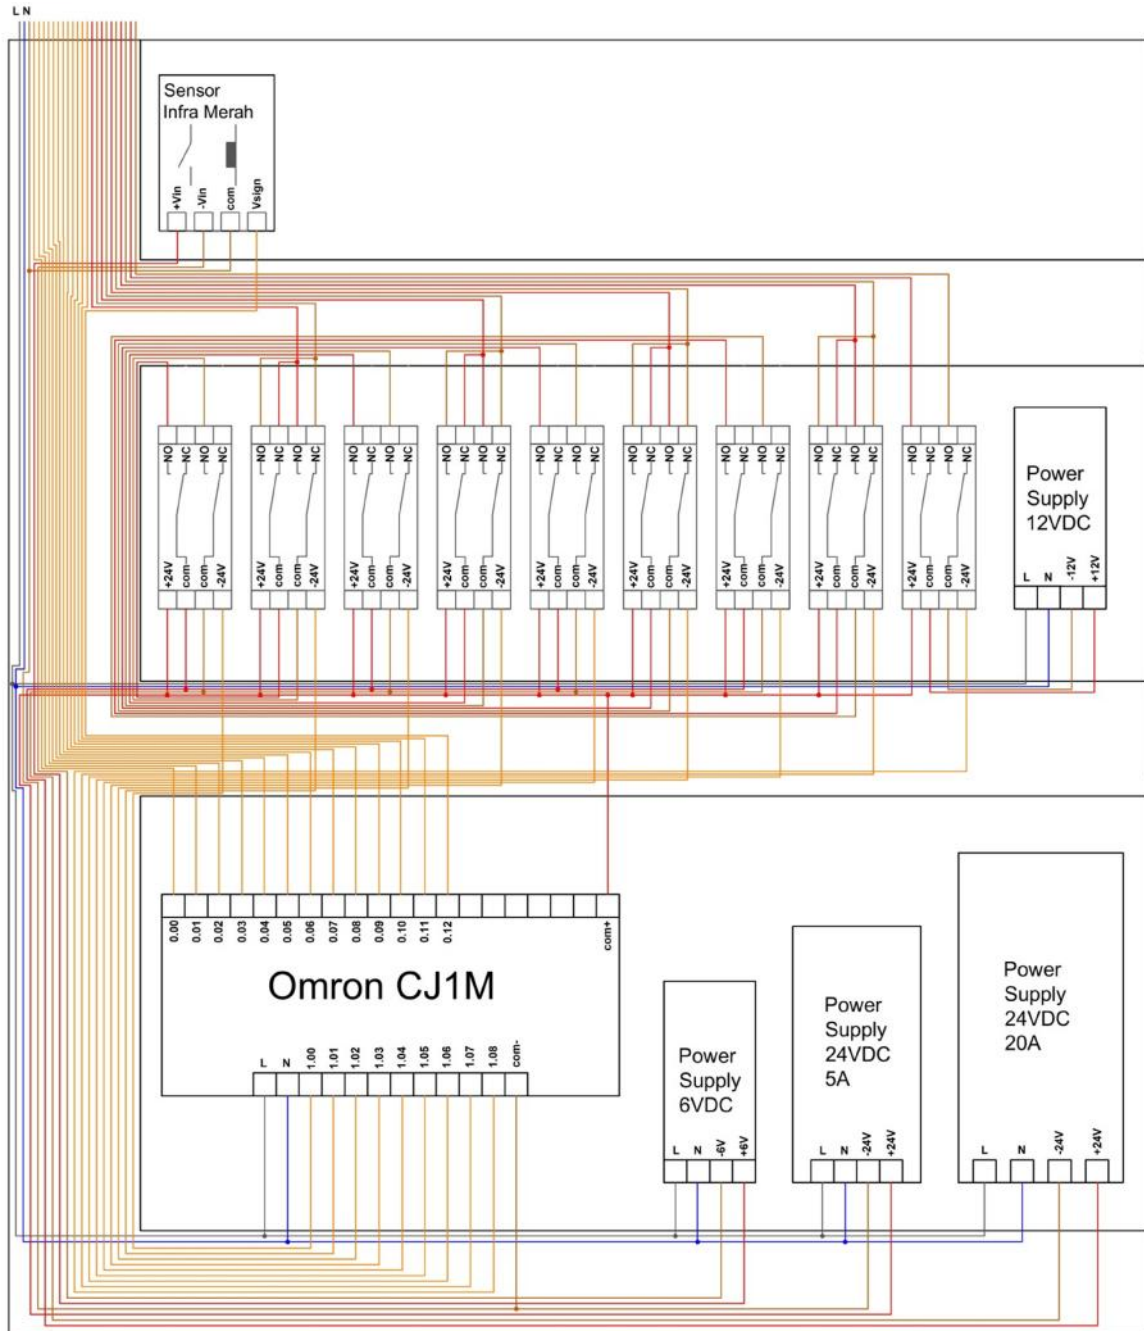 L N
Sensor
Infra Merah
+Vin -Vin com Vsign
NO NC NO NC
NO NC NO NC
NO NC NO NC
NO NC NO NC
NO NC NO NC
NO NC NO NC
NO NC NO NC
NO NC NO NC
NO NC NO NC
+24V com com -24V
+24V com com -24V
+24V com com -24V
+24V com com -24V
+24V com com -24V
+24V com com -24V
+24V com com -24V
+24V com com -24V
+24V com com -24V
Power
Supply
12VDC
L N -12V +12V
0.00 0.01 0.02 0.03 0.04 0.05 0.06 0.07 0.08 0.09 0.10 0.11 0.12 com+
Omron CJ1M
L N 1.00 1.01 1.02 1.03 1.04 1.05 1.06 1.07 1.08 com-
Power
Supply
6VDC
L N -6V +6V
Power
Supply
24VDC
5A
L N -24V +24V
Power
Supply
24VDC
20A
L N -24V +24V